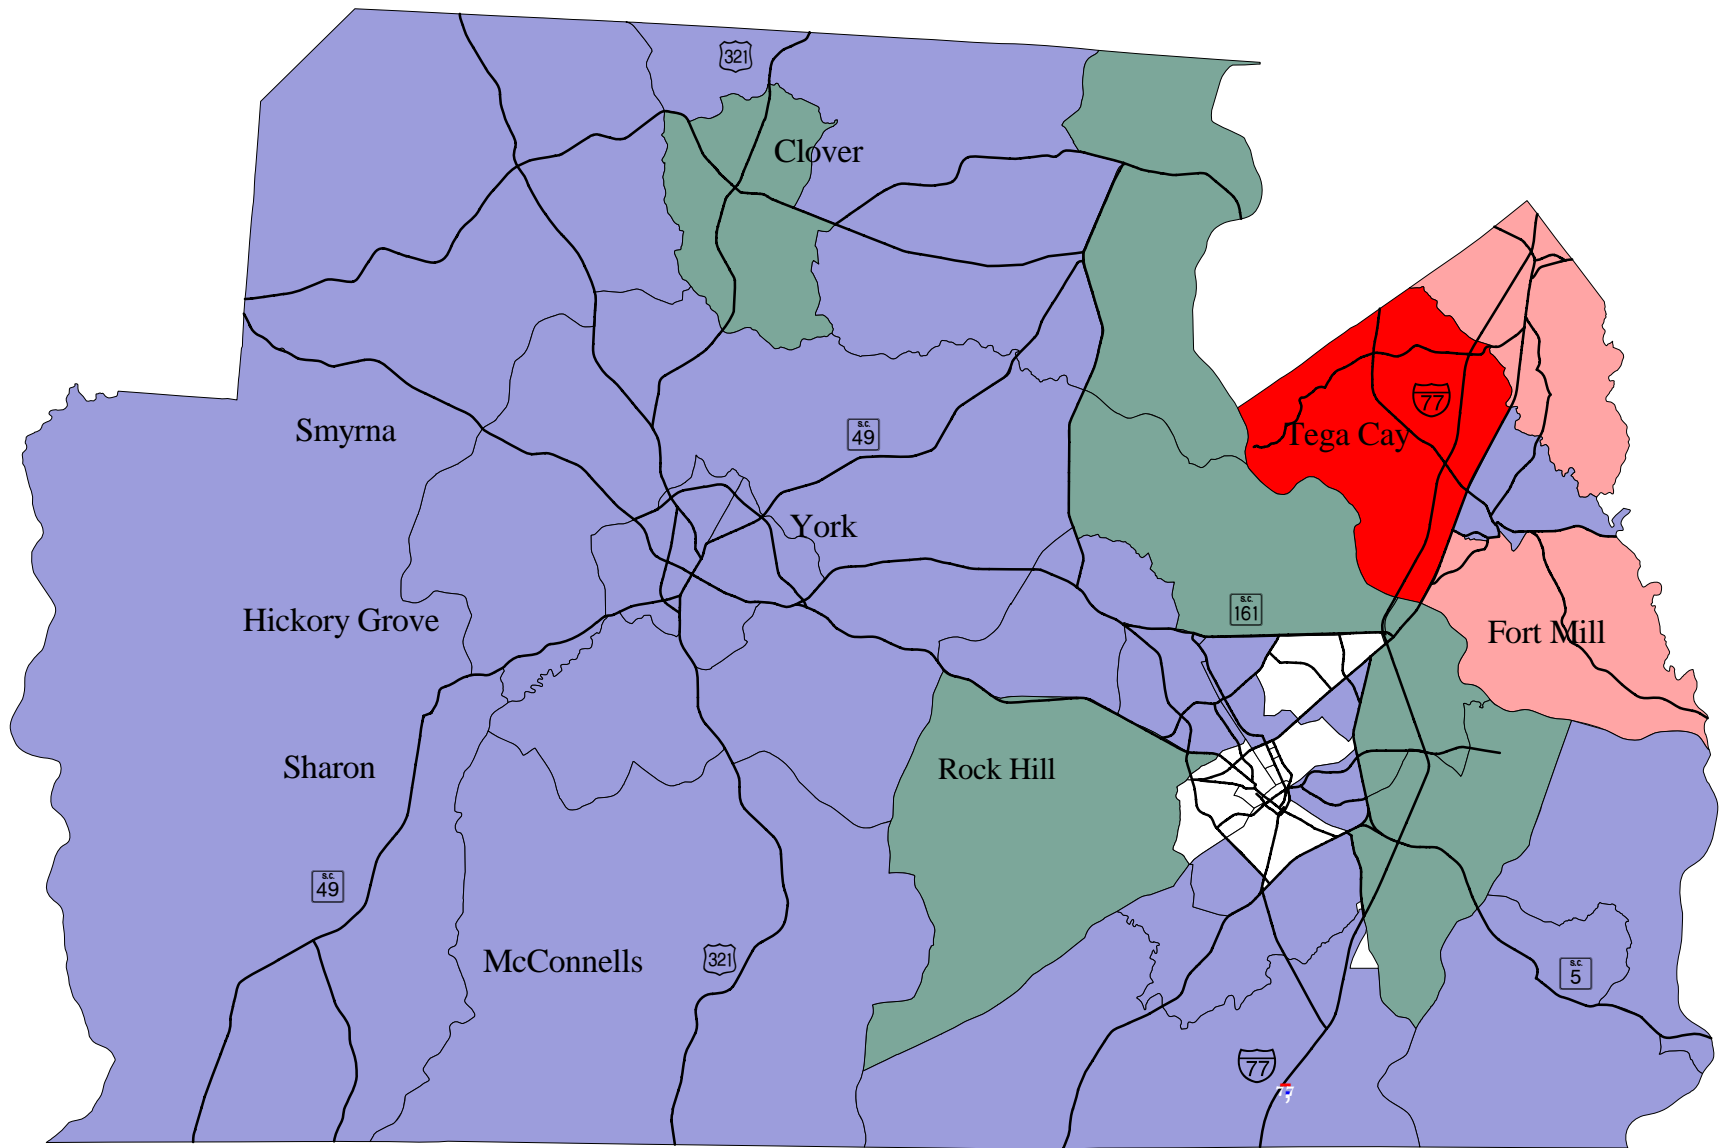 321
Clover
77
Smyrna
S.C.
49
Tega Cay
York
S.C.
161
Hickory Grove
Fort Mill
Sharon
Rock Hill
S.C.
49
McConnells
321
S.C.
5
77